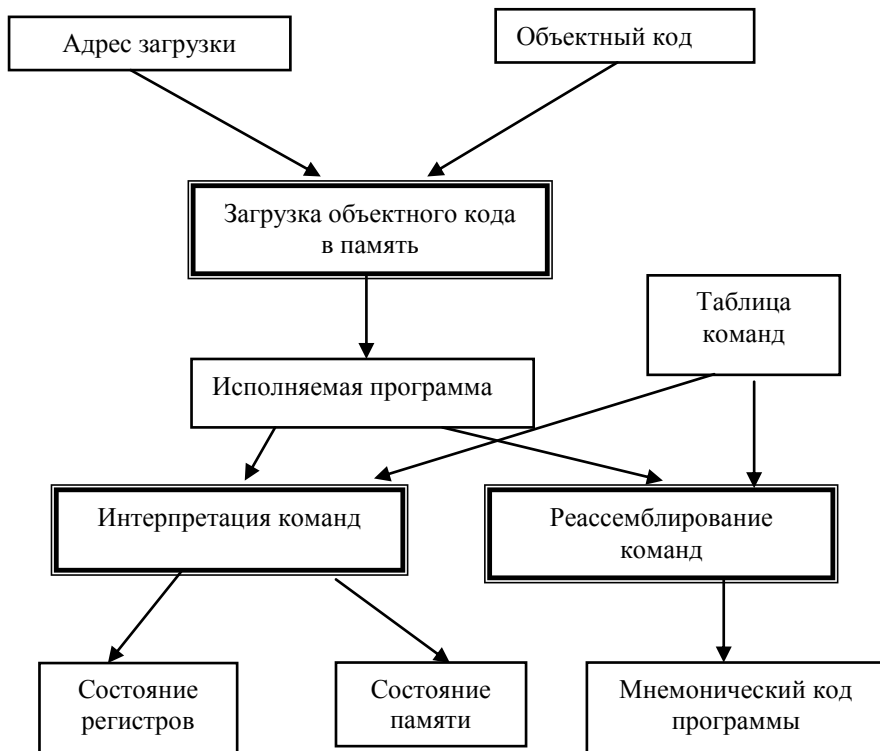 Адрес загрузки
Объектный код
Загрузка объектного кода
в память
Таблица
команд
Исполняемая программа
Интерпретация команд
Реассемблирование
команд
Состояние
регистров
Состояние
памяти
Мнемонический код
программы